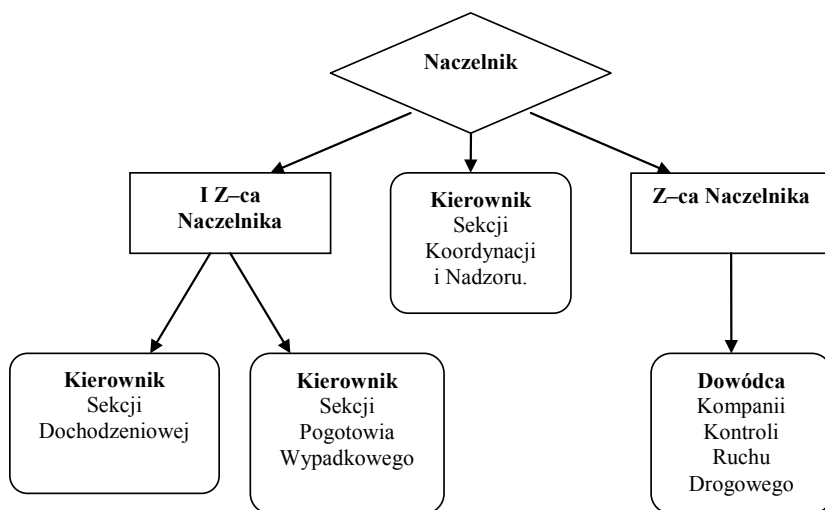 Naczelnik
I Z–ca
Naczelnika
Kierownik
Sekcji
Koordynacji
i Nadzoru.
Z–ca Naczelnika
Kierownik
Sekcji
Dochodzeniowej
Kierownik
Sekcji
Pogotowia
Wypadkowego
Dowódca
Kompanii
Kontroli
Ruchu
Drogowego